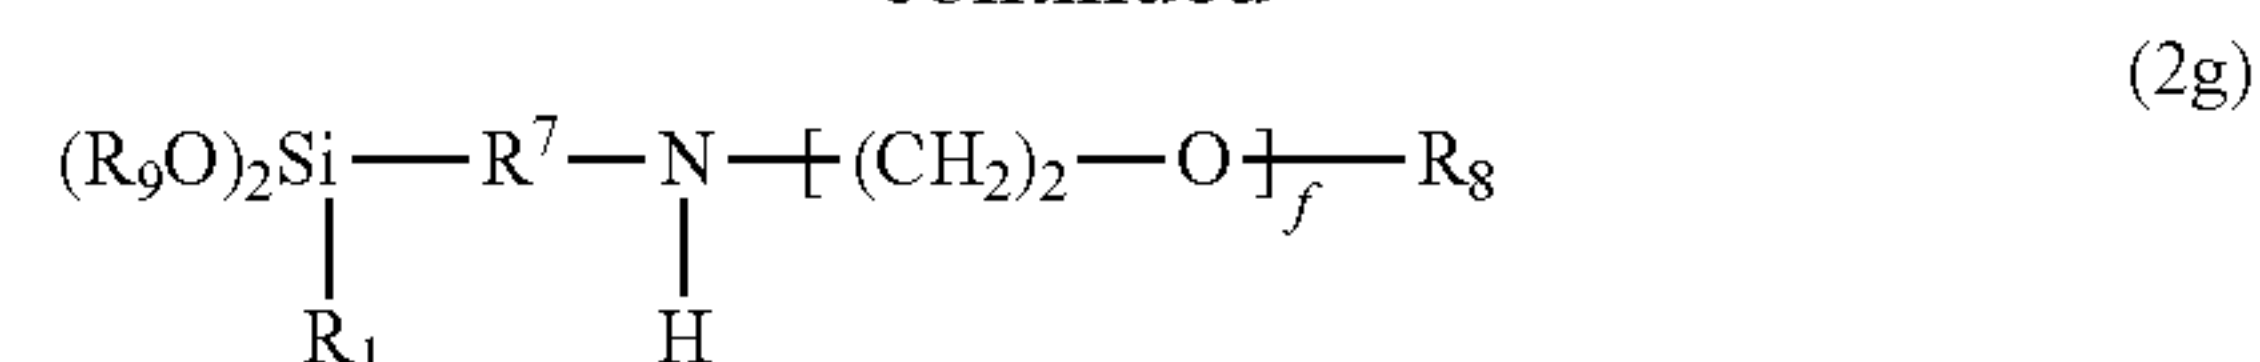 (2g)
(R₉O)₂Si—R⁷—N—[(CH₂)₂—O]f—R₈
R₁ H